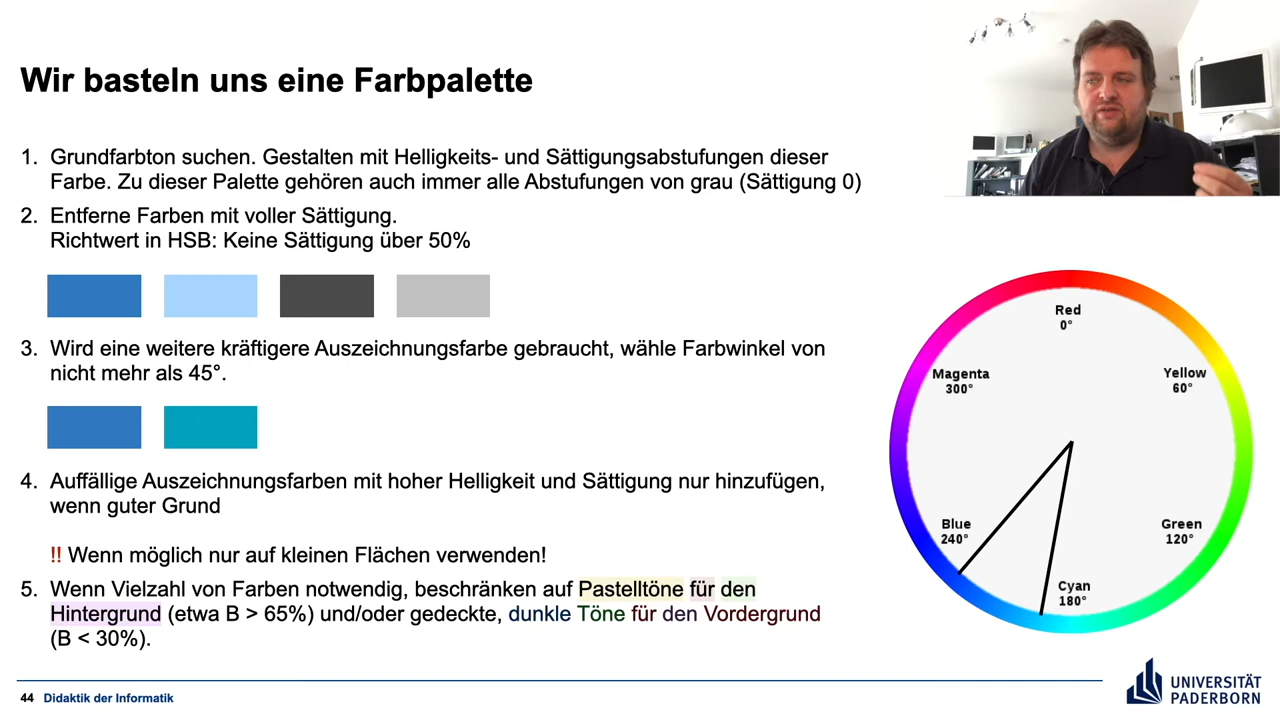 Wir basteln uns eine Farbpalette
1. Grundfarbton suchen. Gestalten mit Helligkeits- und Sättigungsabstufungen dieser
Farbe. Zu dieser Palette gehören auch immer alle Abstufungen von grau (Sättigung 0)
2. Entferne Farben mit voller Sättigung.
Richtwert in HSB: Keine Sättigung über 50%
3. Wird eine weitere kräftigere Auszeichnungsfarbe gebraucht, wähle Farbwinkel von
nicht mehr als 45°.
4. Auffällige Auszeichnungsfarben mit hoher Helligkeit und Sättigung nur hinzufügen,
wenn guter Grund
!! Wenn möglich nur auf kleinen Flächen verwenden!
5. Wenn Vielzahl von Farben notwendig, beschränken auf Pastelltöne für den
Hintergrund (etwa B > 65%) und/oder gedeckte, dunkle Töne für den Vordergrund
(B < 30%).
Red
0°
Magenta
300°
Yellow
60°
Blue
240°
Green
120°
Cyan
180°
44 Didaktik der Informatik
UNIVERSITÄT
PADERBORN